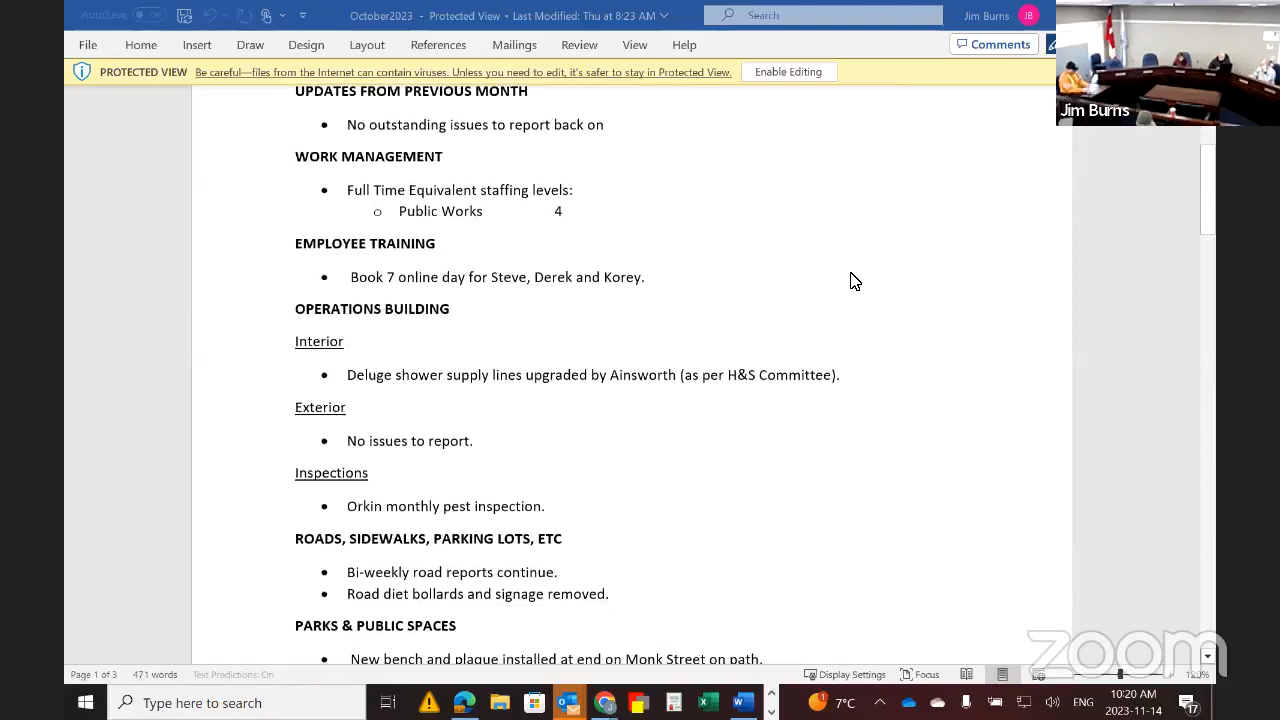 AutoSave Off October2023 - Protected View • Last Modified: Thu at 8:23 AM Search Jim Burns JB
File Home Insert Draw Design Layout References Mailings Review View Help Comments
PROTECTED VIEW Be careful—files from the Internet can contain viruses. Unless you need to edit, it's safer to stay in Protected View. Enable Editing
Jim Burns
UPDATES FROM PREVIOUS MONTH
• No outstanding issues to report back on
WORK MANAGEMENT
• Full Time Equivalent staffing levels:
o Public Works 4
EMPLOYEE TRAINING
• Book 7 online day for Steve, Derek and Korey.
OPERATIONS BUILDING
Interior
• Deluge shower supply lines upgraded by Ainsworth (as per H&S Committee).
Exterior
• No issues to report.
Inspections
• Orkin monthly pest inspection.
ROADS, SIDEWALKS, PARKING LOTS, ETC
• Bi-weekly road reports continue.
• Road diet bollards and signage removed.
PARKS & PUBLIC SPACES
• New bench and plaque installed at end on Monk Street on path.
zoom
Page 1 of 3 471 words Text Predictions: On Display Settings Focus 120%
Type here to search 1 7°C ENG 10:20 AM 17
2023-11-14